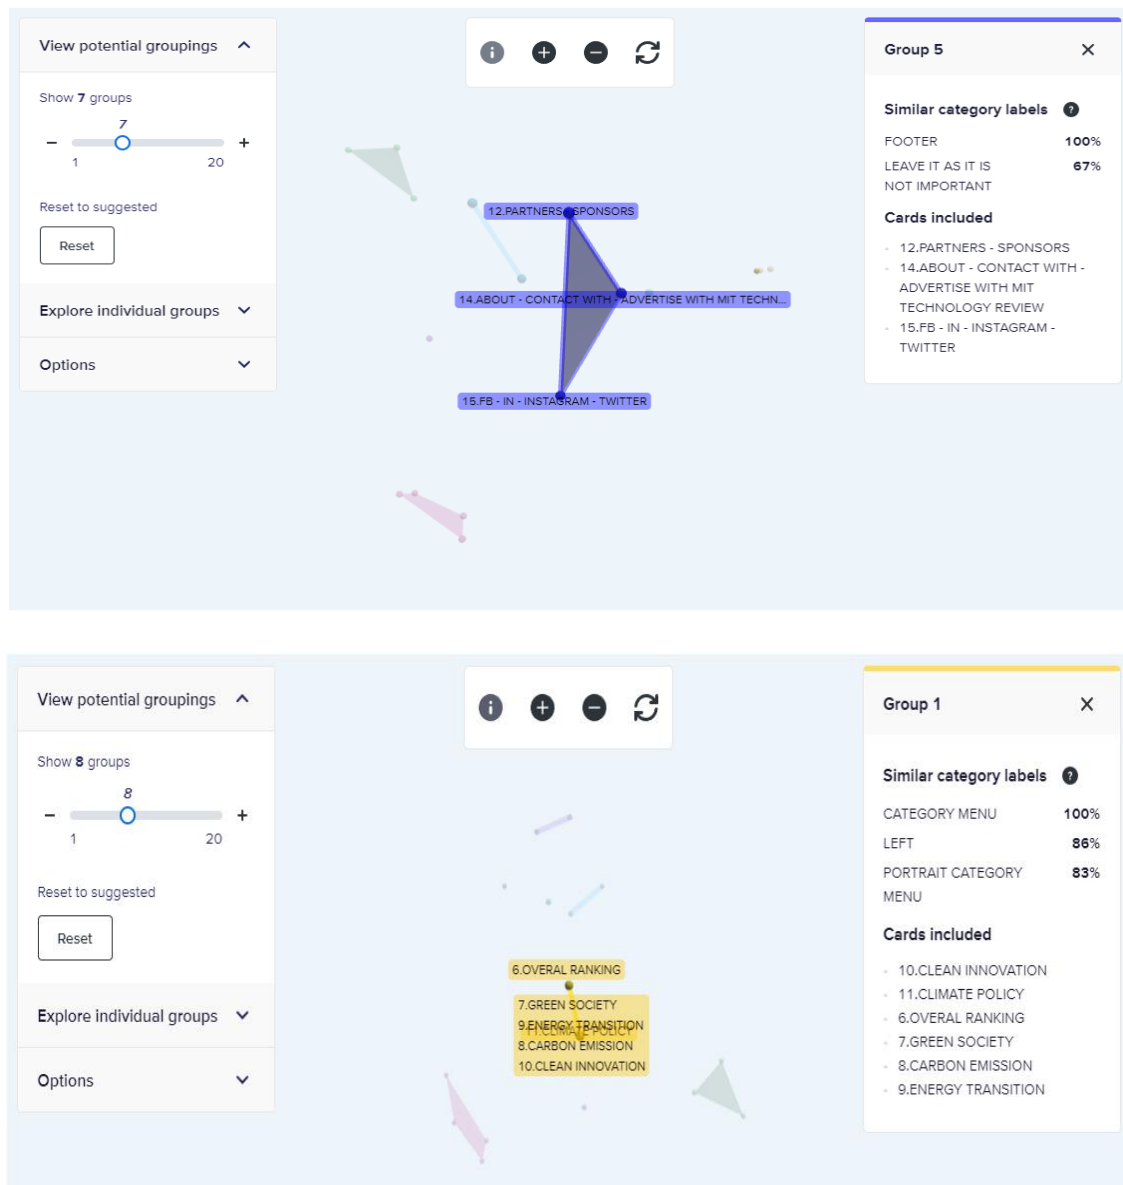 View potential groupings
Show 7 groups
7
− +
1 20
Reset to suggested
Reset
Explore individual groups
Options
12.PARTNERS - SPONSORS
14.ABOUT - CONTACT WITH - ADVERTISE WITH MIT TECHN...
15.FB - IN - INSTAGRAM - TWITTER
Group 5
Similar category labels
FOOTER 100%
LEAVE IT AS IT IS 67%
NOT IMPORTANT
Cards included
12.PARTNERS - SPONSORS
14.ABOUT - CONTACT WITH -
ADVERTISE WITH MIT
TECHNOLOGY REVIEW
15.FB - IN - INSTAGRAM -
TWITTER
View potential groupings
Show 8 groups
8
− +
1 20
Reset to suggested
Reset
Explore individual groups
Options
6.OVERAL RANKING
7.GREEN SOCIETY
9.ENERGY TRANSITION
11.CLIMATE POLICY
8.CARBON EMISSION
10.CLEAN INNOVATION
Group 1
Similar category labels
CATEGORY MENU 100%
LEFT 86%
PORTRAIT CATEGORY 83%
MENU
Cards included
10.CLEAN INNOVATION
11.CLIMATE POLICY
6.OVERAL RANKING
7.GREEN SOCIETY
8.CARBON EMISSION
9.ENERGY TRANSITION